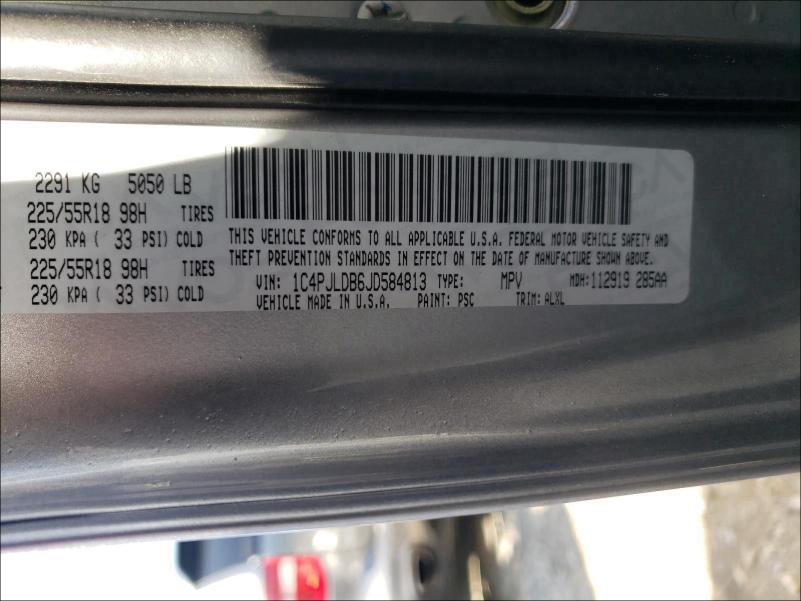 2291 KG 5050 LB
225/55R18 98H TIRES
230 KPA ( 33 PSI) COLD
225/55R18 98H TIRES
230 KPA ( 33 PSI) COLD
THIS VEHICLE CONFORMS TO ALL APPLICABLE U.S.A. FEDERAL MOTOR VEHICLE SAFETY AND
THEFT PREVENTION STANDARDS IN EFFECT ON THE DATE OF MANUFACTURE SHOWN ABOVE.
VIN: 1C4PJLDB6JD584813 TYPE: MPV MDH:112919 285AA
VEHICLE MADE IN U.S.A. PAINT: PSC TRIM: ALXL